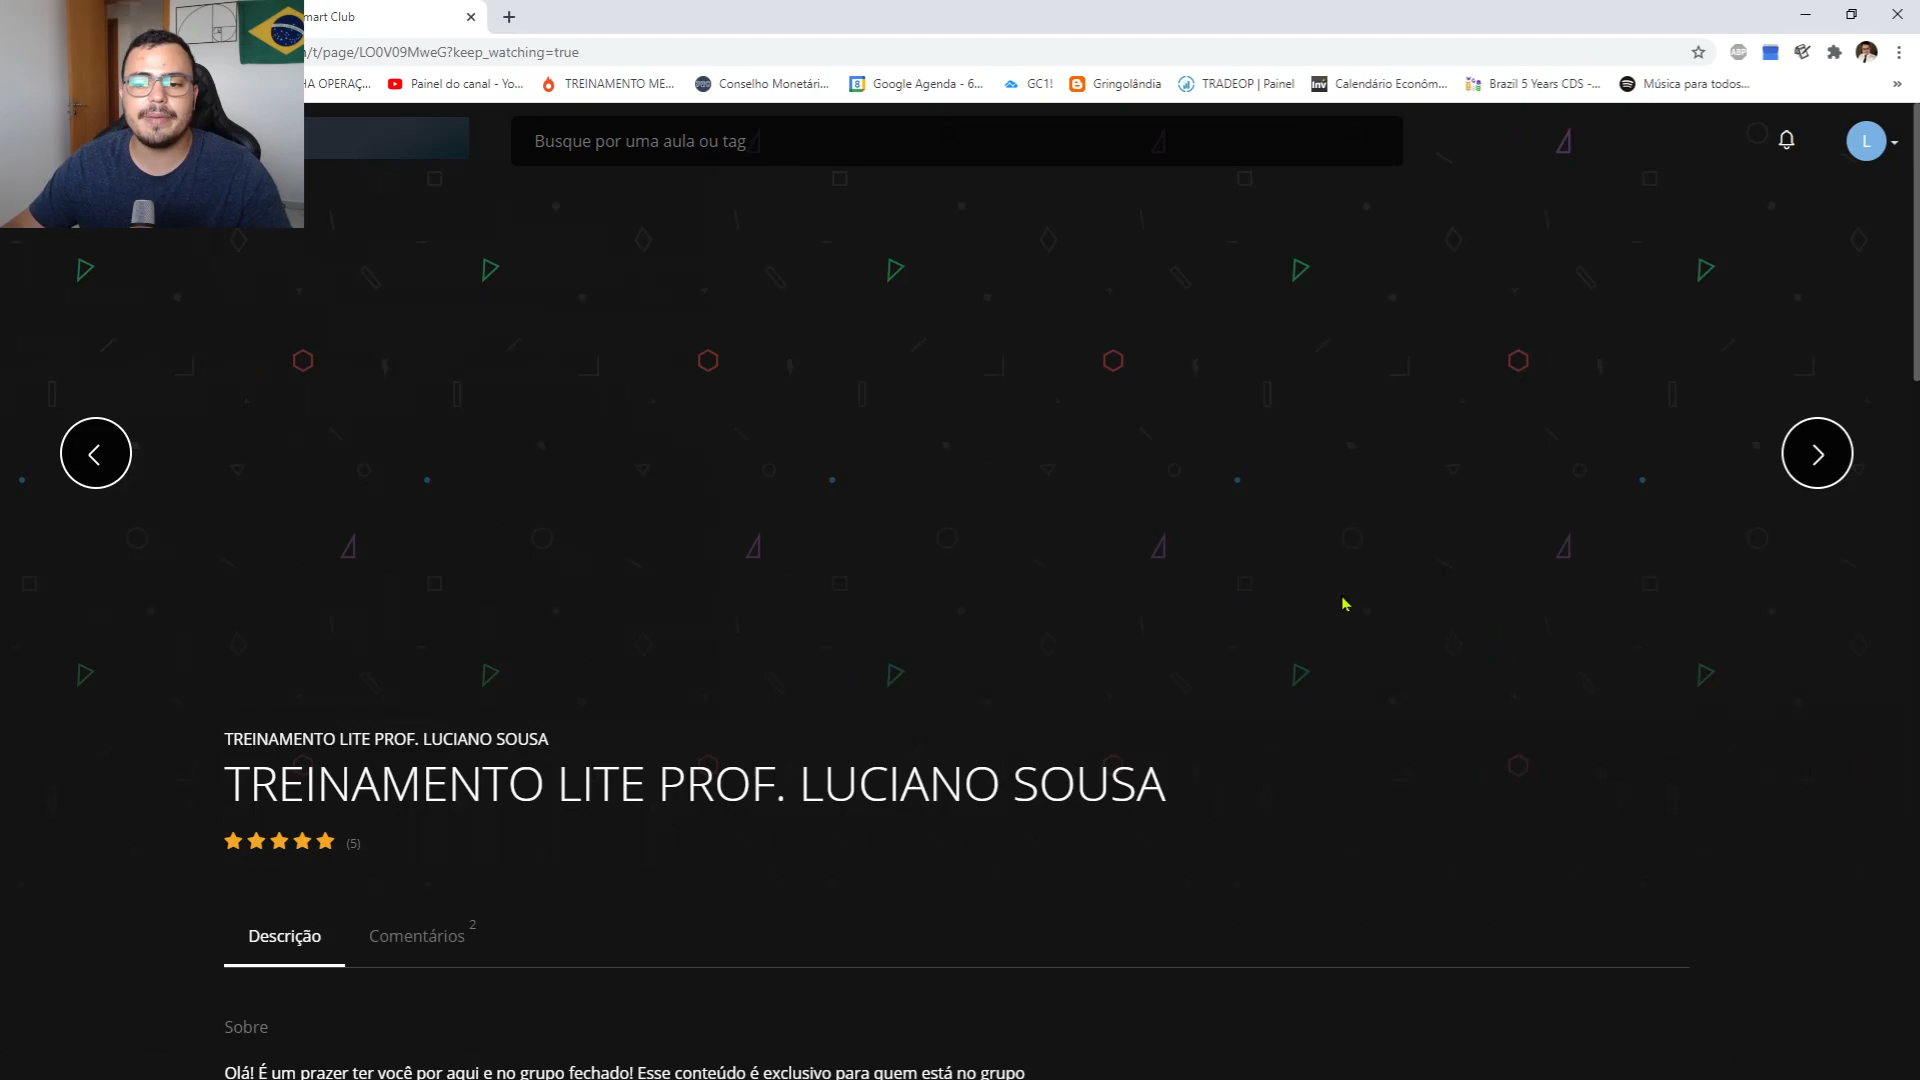 mart Club
/t/page/LO0V09MweG?keep_watching=true
HA OPERAÇ...
Painel do canal - Yo...
TREINAMENTO ME...
Conselho Monetári...
Google Agenda - 6...
GC1!
Gringolândia
TRADEOP | Painel
Calendário Econôm...
Brazil 5 Years CDS -...
Música para todos...
»
Busque por uma aula ou tag
L
TREINAMENTO LITE PROF. LUCIANO SOUSA
TREINAMENTO LITE PROF. LUCIANO SOUSA
(5)
Descrição
Comentários 2
Sobre
Olá! É um prazer ter você por aqui e no grupo fechado! Esse conteúdo é exclusivo para quem está no grupo